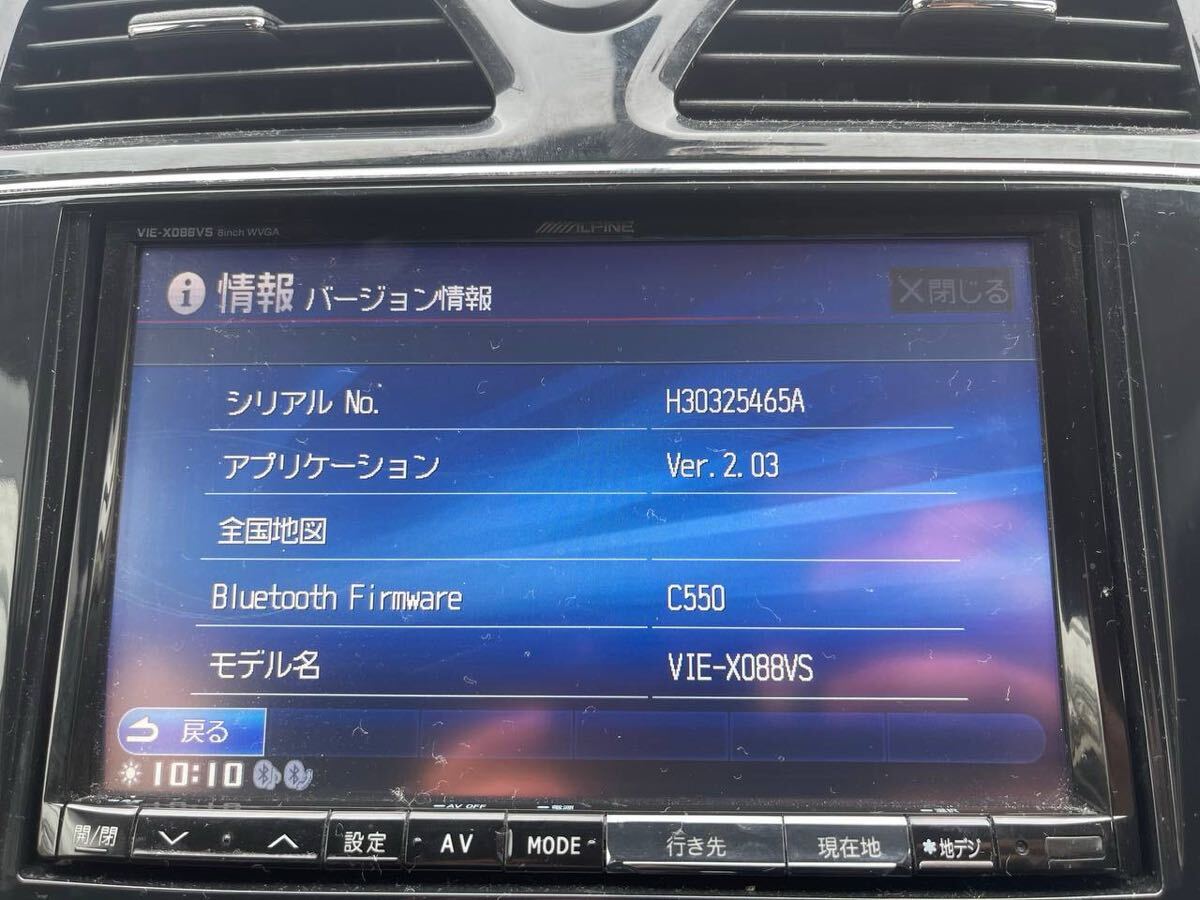 VIE-X088VS 8inch WVGA
ALPINE
情報 バージョン情報
×閉じる
シリアル No. H30325465A
アプリケーション Ver. 2.03
全国地図
Bluetooth Firmware C550
モデル名 VIE-X088VS
戻る
10:10
AV OFF
開/閉
設定
AV
MODE
行き先
現在地
✱地デジ